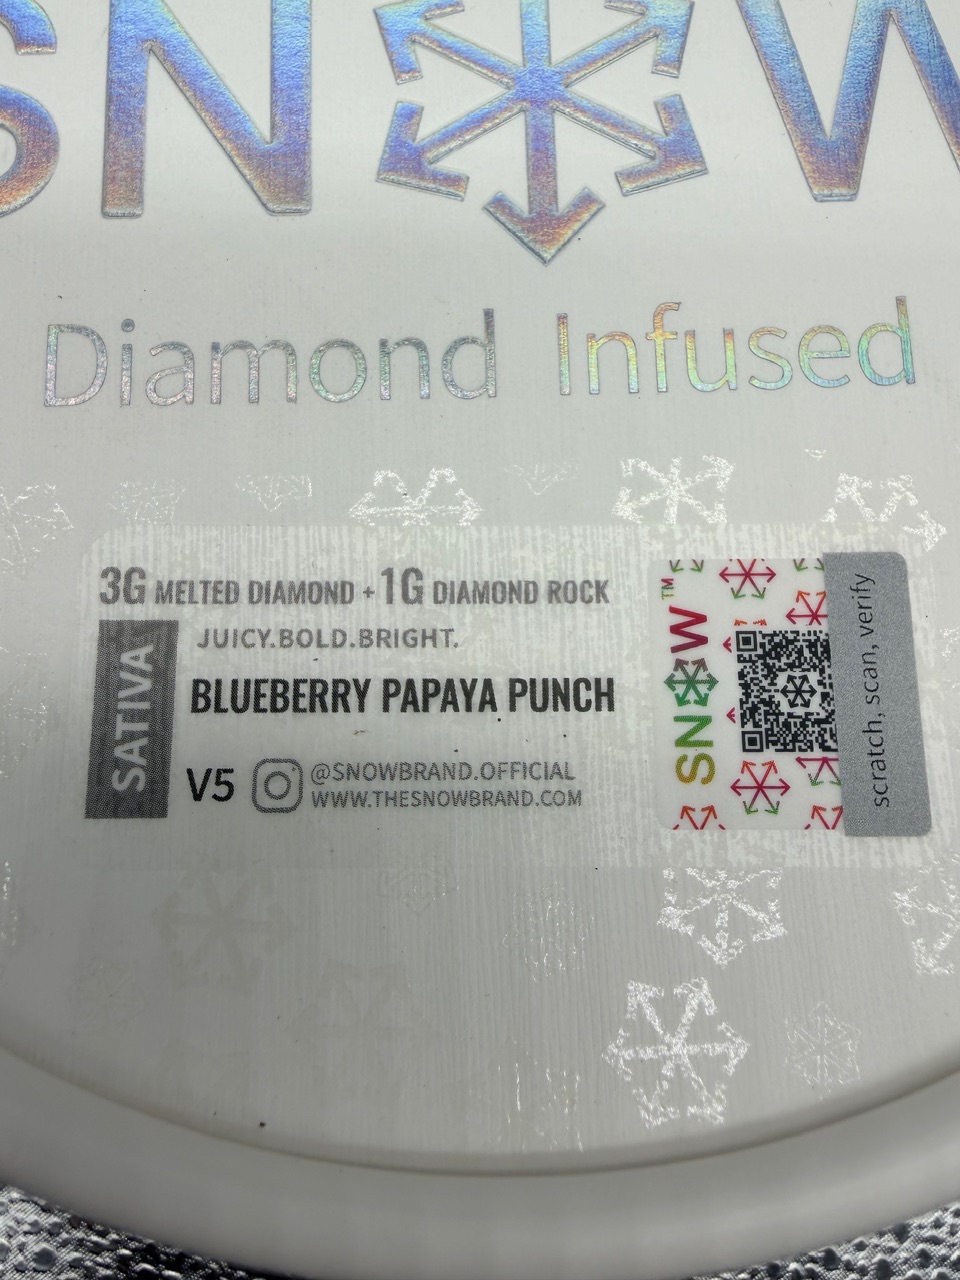 SNOW
Diamond Infused
3G MELTED DIAMOND + 1G DIAMOND ROCK
SATIVA
JUICY.BOLD.BRIGHT.
BLUEBERRY PAPAYA PUNCH
V5
@SNOWBRAND.OFFICIAL
WWW.THESNOWBRAND.COM
SNOW™
scratch, scan, verify